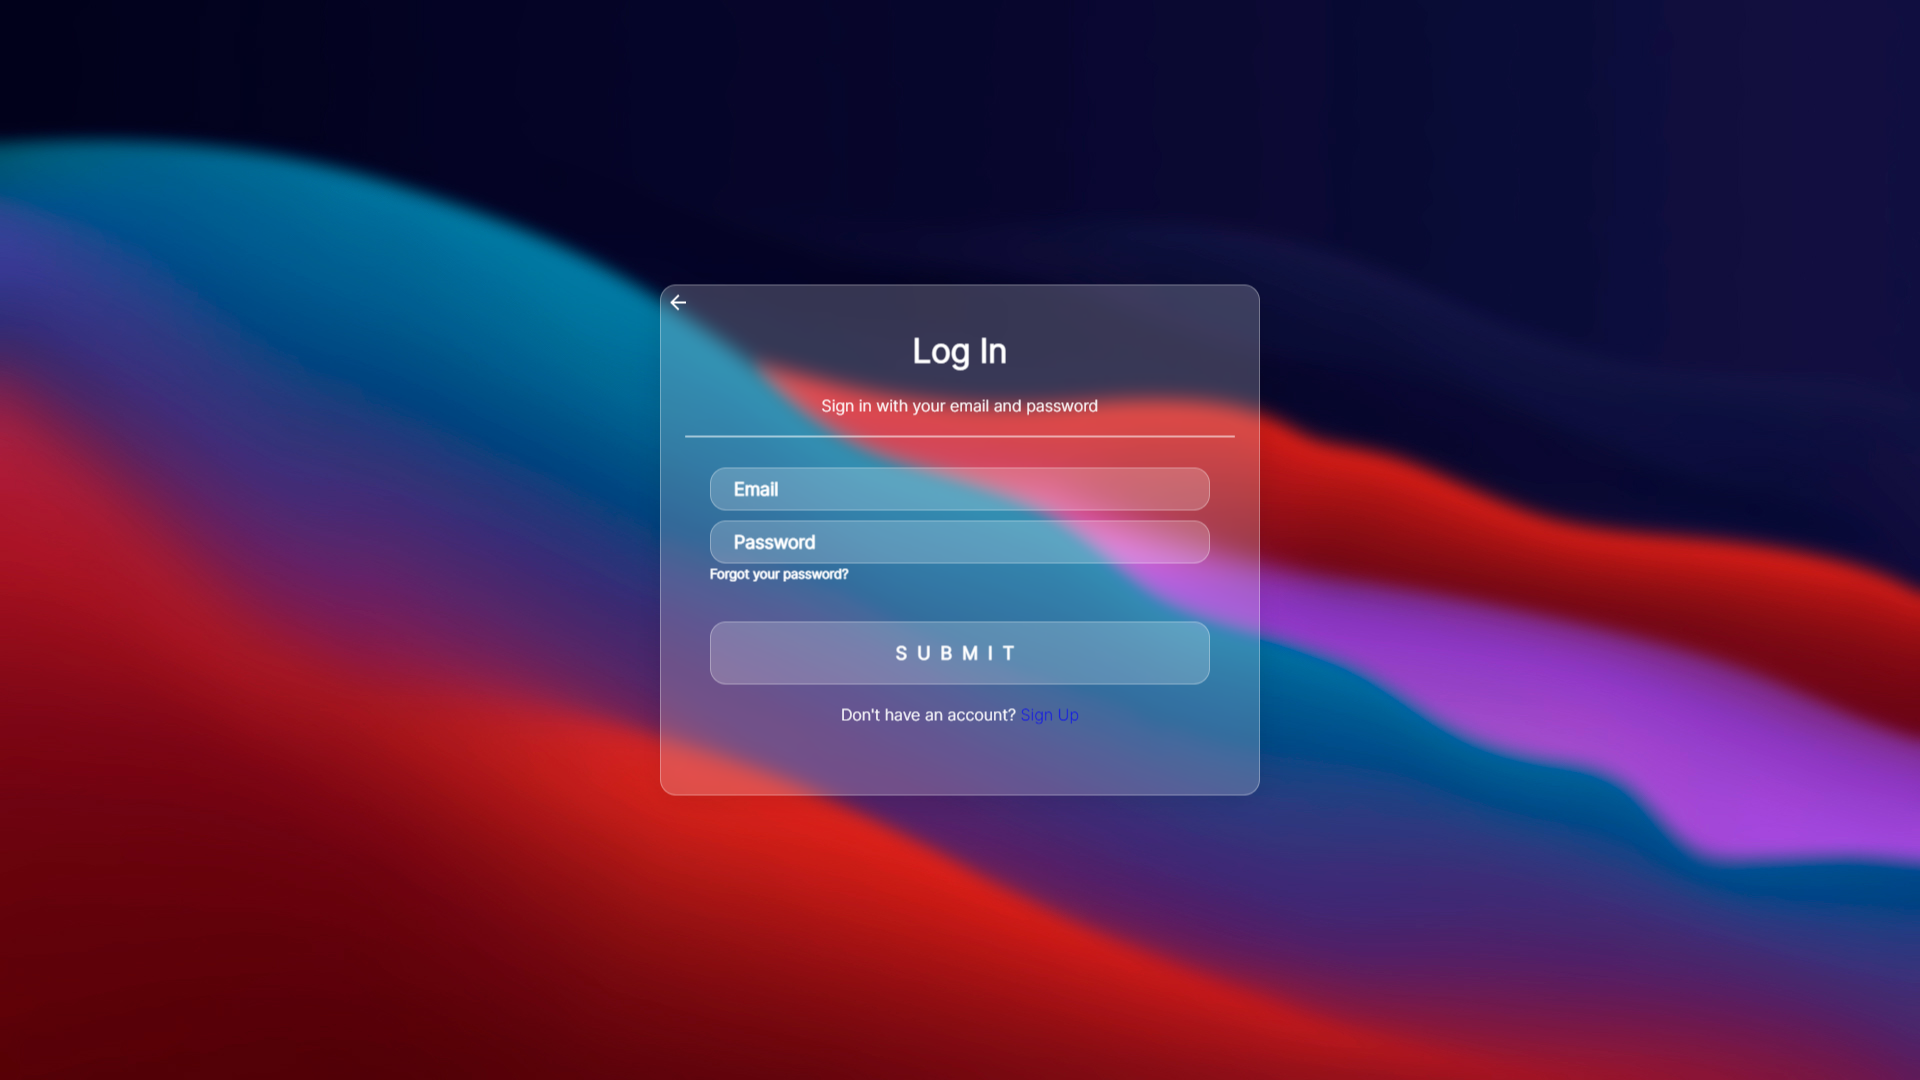 Log In
Sign in with your email and password
Email
Password
Forgot your password?
SUBMIT
Don't have an account? Sign Up